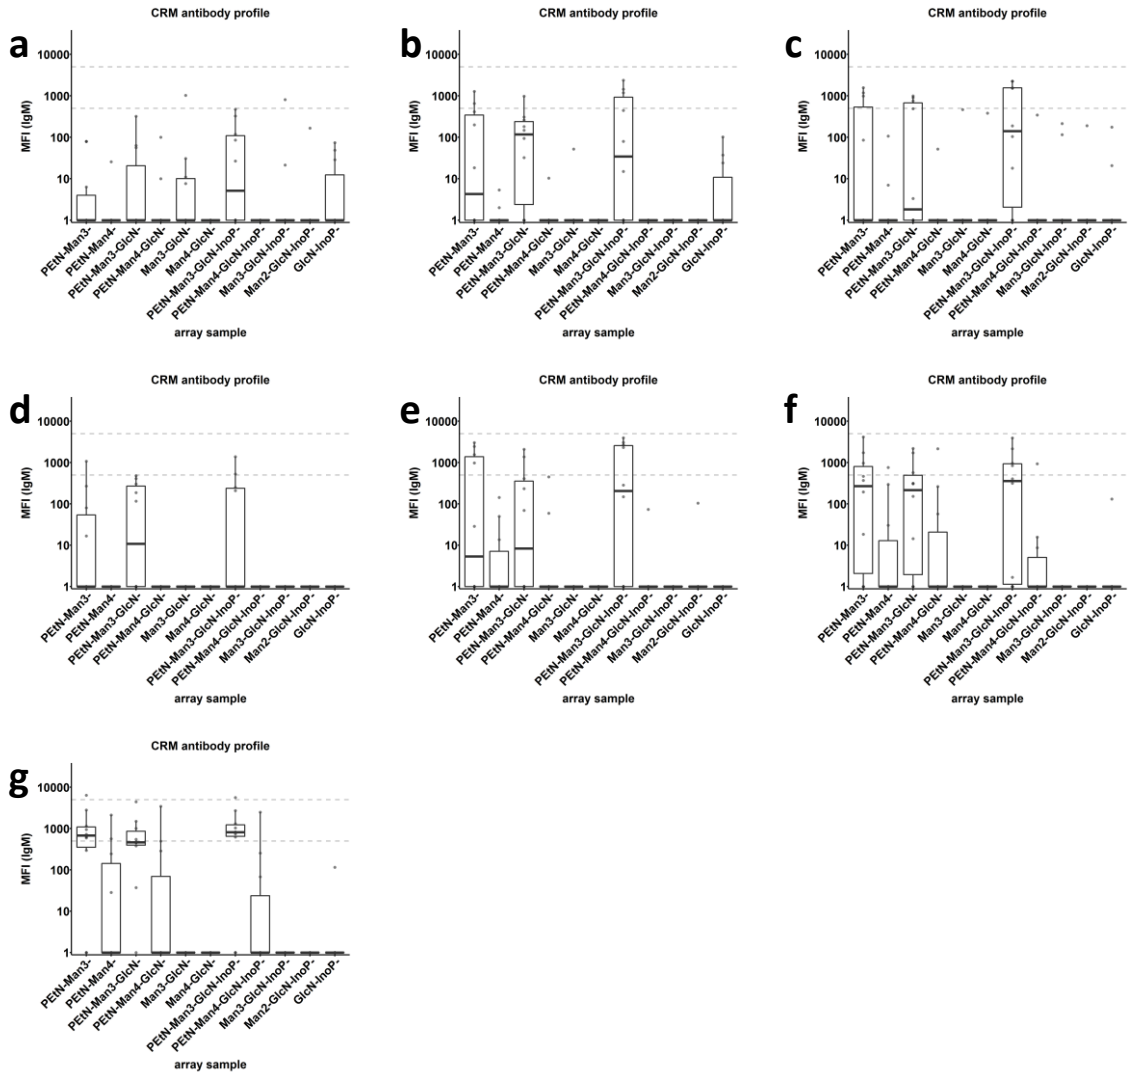 CRM antibody profile
a
10000
1000
100
10
1
MFI (IgM)
PEtN-Man3-
PEtN-Man4-
PEtN-Man3-GlcN-
PEtN-Man4-GlcN-
Man3-GlcN-
Man4-GlcN-
PEtN-Man3-GlcN-InoP-
PEtN-Man4-GlcN-InoP-
Man3-GlcN-InoP-
Man2-GlcN-InoP-
GlcN-InoP-
array sample
CRM antibody profile
b
10000
1000
100
10
1
MFI (IgM)
PEtN-Man3-
PEtN-Man4-
PEtN-Man3-GlcN-
PEtN-Man4-GlcN-
Man3-GlcN-
Man4-GlcN-
PEtN-Man3-GlcN-InoP-
PEtN-Man4-GlcN-InoP-
Man3-GlcN-InoP-
Man2-GlcN-InoP-
GlcN-InoP-
array sample
CRM antibody profile
c
10000
1000
100
10
1
MFI (IgM)
PEtN-Man3-
PEtN-Man4-
PEtN-Man3-GlcN-
PEtN-Man4-GlcN-
Man3-GlcN-
Man4-GlcN-
PEtN-Man3-GlcN-InoP-
PEtN-Man4-GlcN-InoP-
Man3-GlcN-InoP-
Man2-GlcN-InoP-
GlcN-InoP-
array sample
CRM antibody profile
d
10000
1000
100
10
1
MFI (IgM)
PEtN-Man3-
PEtN-Man4-
PEtN-Man3-GlcN-
PEtN-Man4-GlcN-
Man3-GlcN-
Man4-GlcN-
PEtN-Man3-GlcN-InoP-
PEtN-Man4-GlcN-InoP-
Man3-GlcN-InoP-
Man2-GlcN-InoP-
GlcN-InoP-
array sample
CRM antibody profile
e
10000
1000
100
10
1
MFI (IgM)
PEtN-Man3-
PEtN-Man4-
PEtN-Man3-GlcN-
PEtN-Man4-GlcN-
Man3-GlcN-
Man4-GlcN-
PEtN-Man3-GlcN-InoP-
PEtN-Man4-GlcN-InoP-
Man3-GlcN-InoP-
Man2-GlcN-InoP-
GlcN-InoP-
array sample
CRM antibody profile
f
10000
1000
100
10
1
MFI (IgM)
PEtN-Man3-
PEtN-Man4-
PEtN-Man3-GlcN-
PEtN-Man4-GlcN-
Man3-GlcN-
Man4-GlcN-
PEtN-Man3-GlcN-InoP-
PEtN-Man4-GlcN-InoP-
Man3-GlcN-InoP-
Man2-GlcN-InoP-
GlcN-InoP-
array sample
CRM antibody profile
g
10000
1000
100
10
1
MFI (IgM)
PEtN-Man3-
PEtN-Man4-
PEtN-Man3-GlcN-
PEtN-Man4-GlcN-
Man3-GlcN-
Man4-GlcN-
PEtN-Man3-GlcN-InoP-
PEtN-Man4-GlcN-InoP-
Man3-GlcN-InoP-
Man2-GlcN-InoP-
GlcN-InoP-
array sample